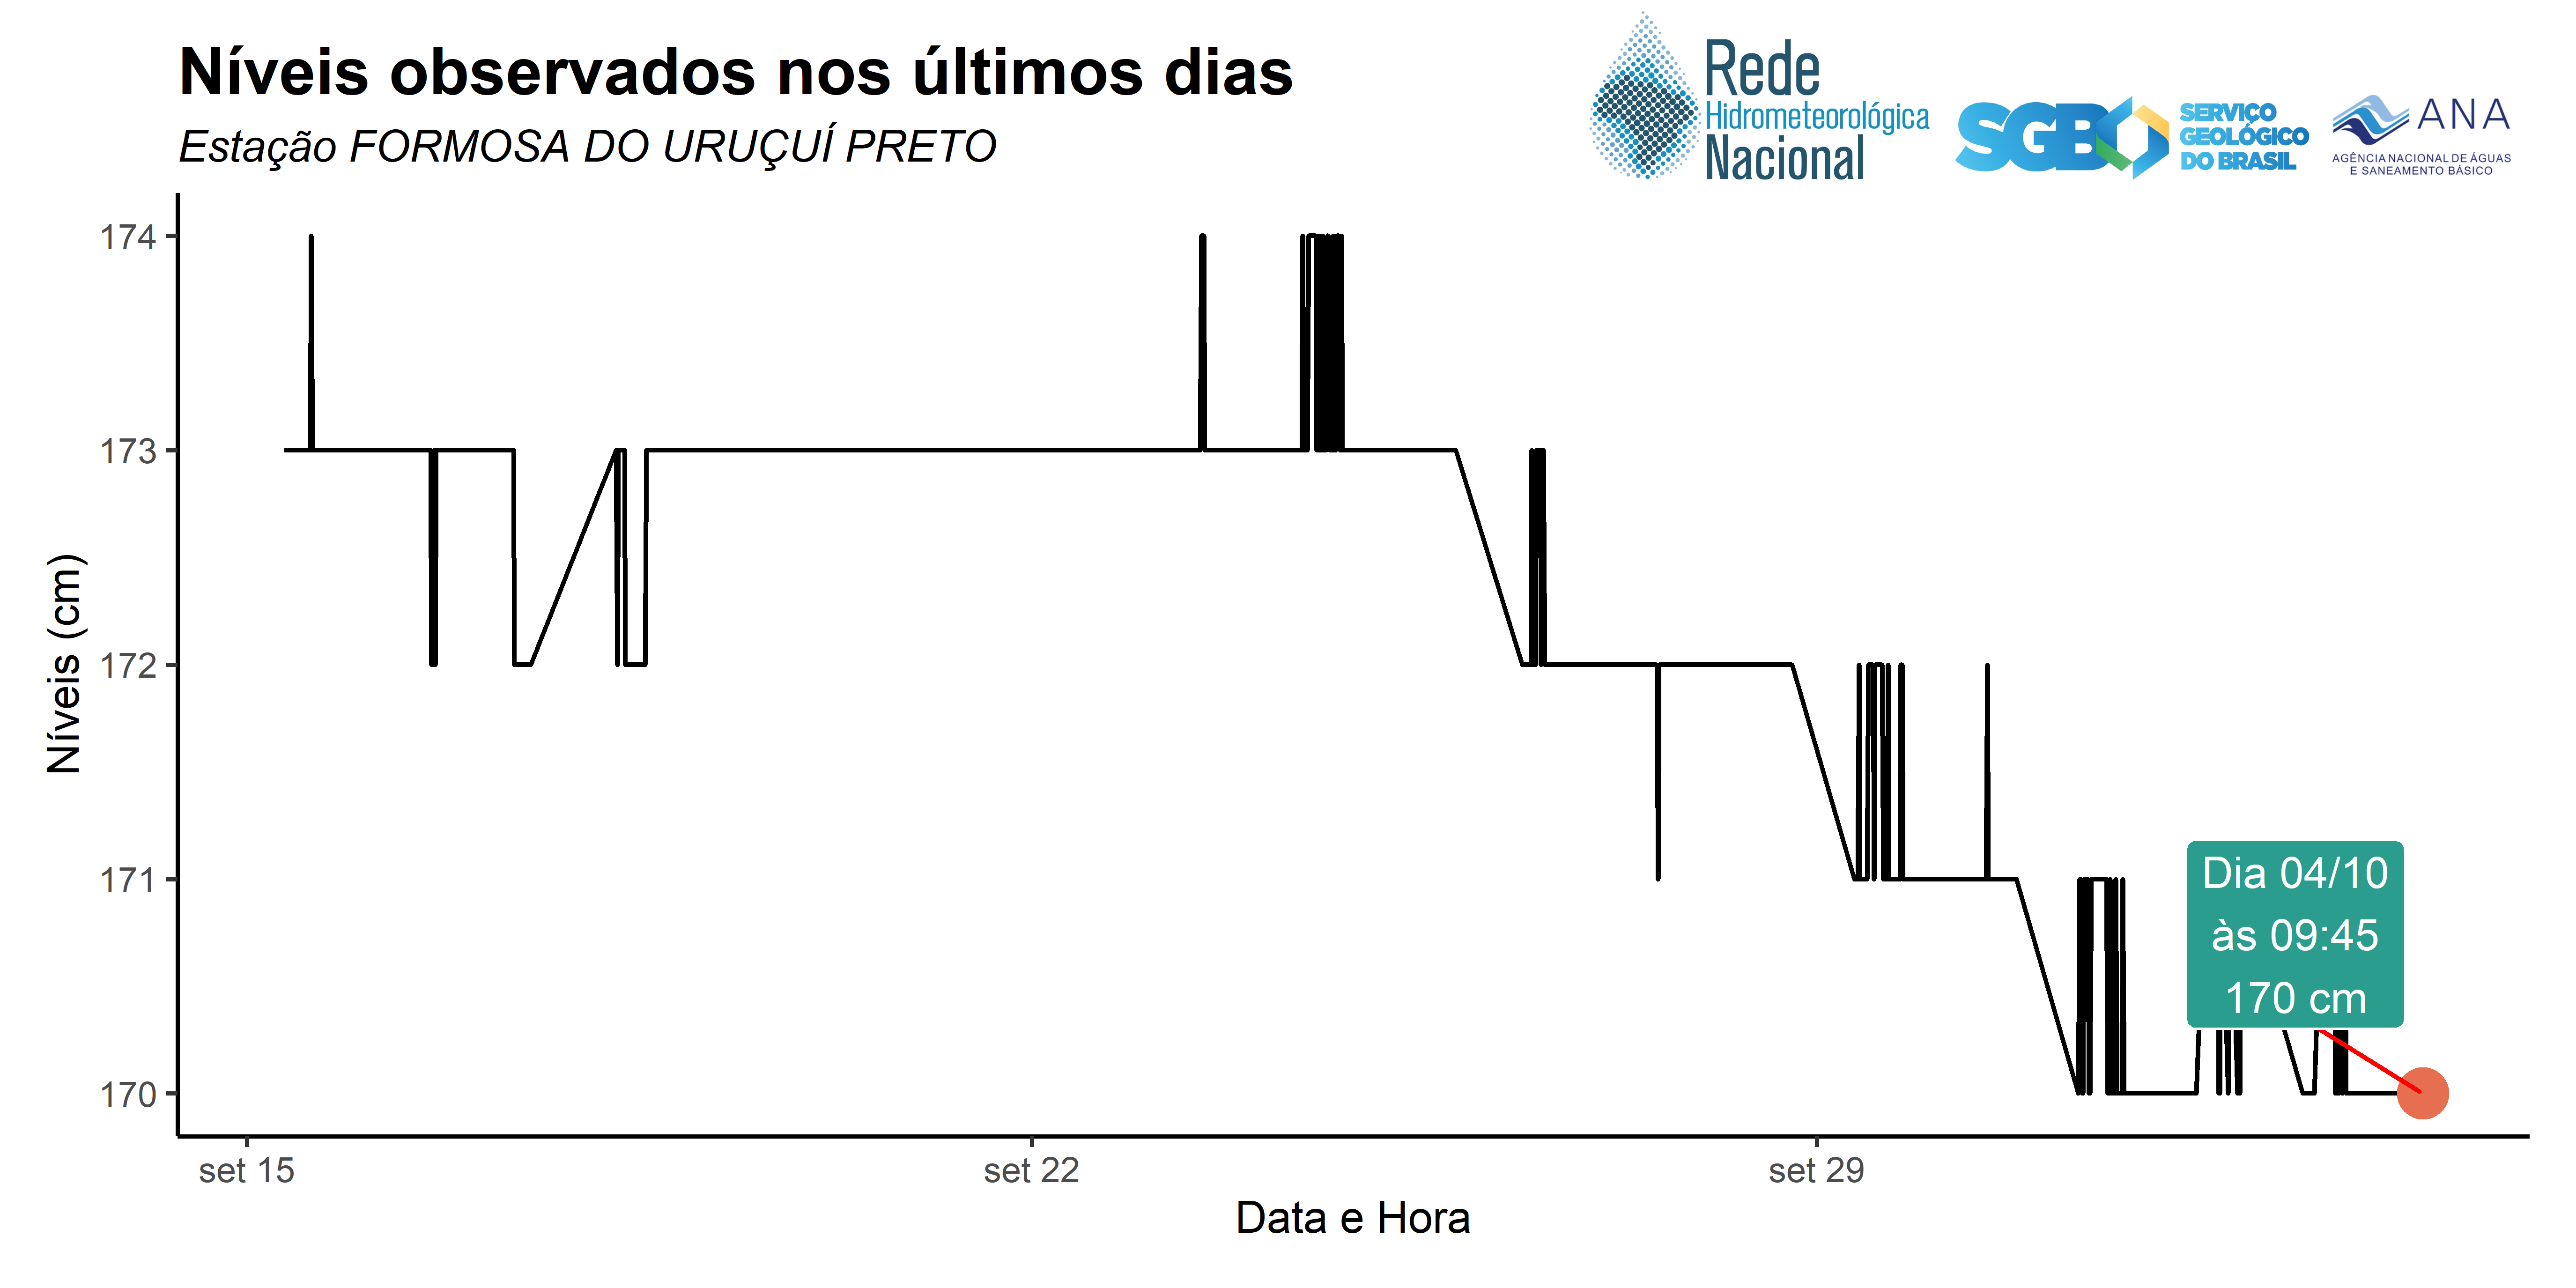 Níveis observados nos últimos dias
Estação FORMOSA DO URUÇUÍ PRETO
Rede
Hidrometeorológica
Nacional
SGB
SERVIÇO
GEOLÓGICO
DO BRASIL
ANA
AGÊNCIA NACIONAL DE ÁGUAS
E SANEAMENTO BÁSICO
Níveis (cm)
174
173
172
171
170
Dia 04/10
às 09:45
170 cm
set 15
set 22
set 29
Data e Hora